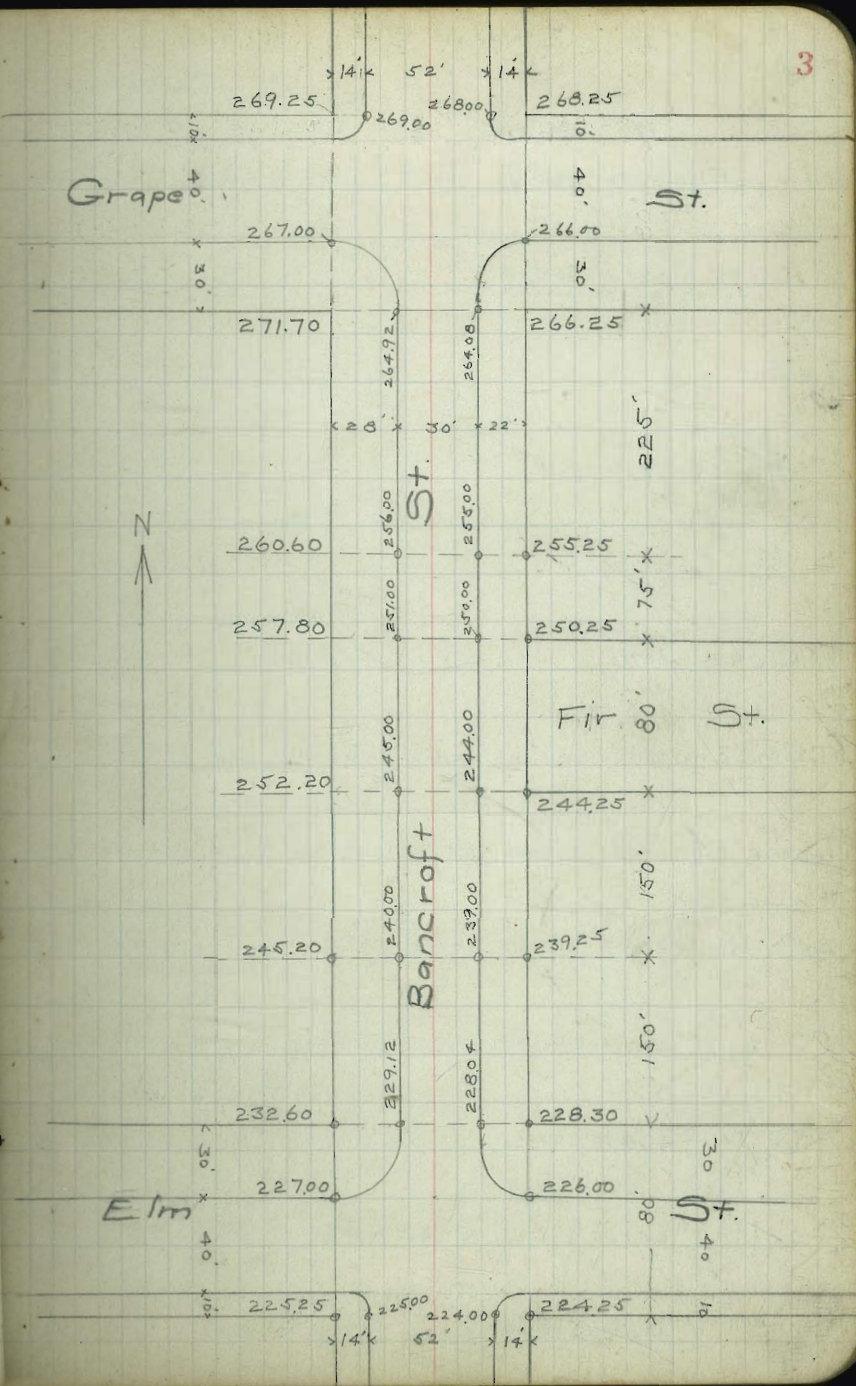 3
14' 52' 14'
269.25 269.00 268.00 268.25
10' 10'
Grape St.
40' 40'
267.00 266.00
30' 30'
271.70 266.25
264.92 264.08
28' 30' 22' 225'
St.
N
256.00 255.00
260.60 255.25
251.00 250.00 75'
257.80 250.25
Fir 80' St.
245.00 244.00
252.20 244.25
Bancroft
240.00 239.00 150'
245.20 239.25
229.12 228.04 150'
232.60 228.30
30' 30
227.00 226.00
Elm 80' St.
40' 40
10' 225.25 225.00 224.00 224.25 10
14' 52' 14'